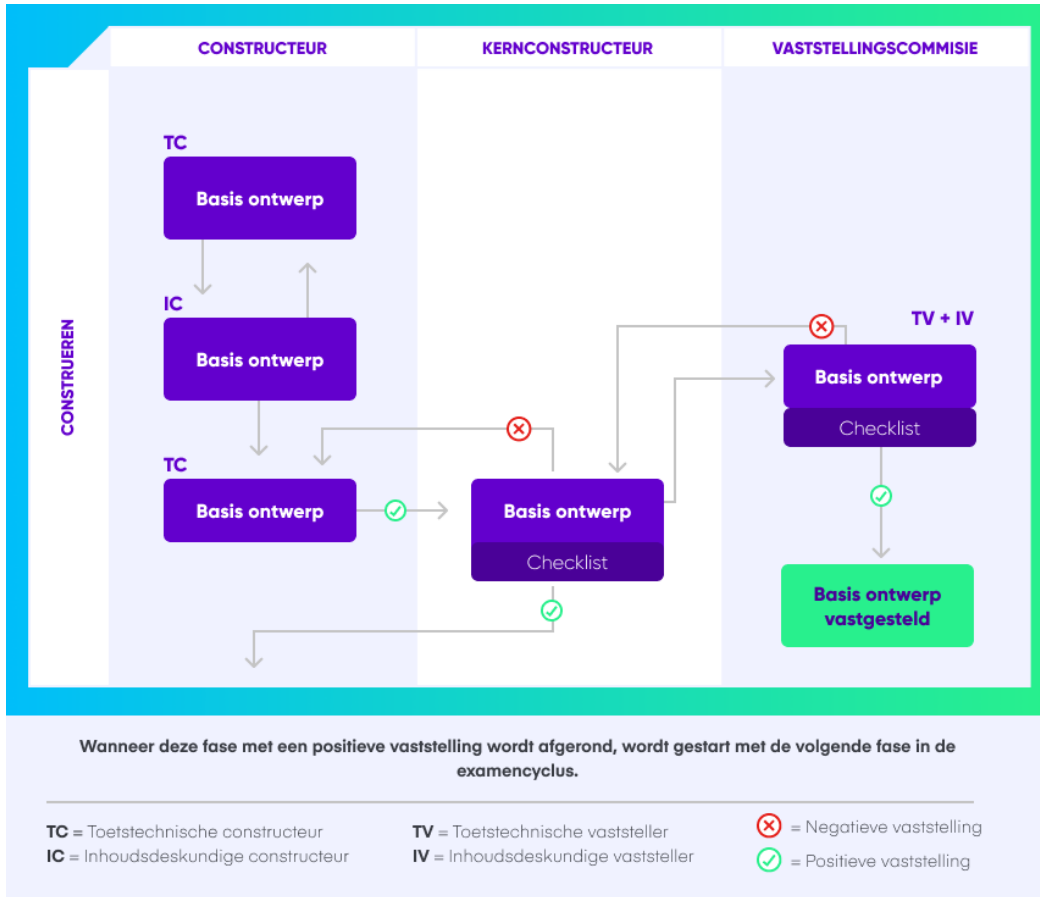 CONSTRUCTEUR
KERNCONSTRUCTEUR
VASTSTELLINGSCOMMISIE
CONSTRUEREN
TC
Basis ontwerp
IC
Basis ontwerp
TC
Basis ontwerp
Basis ontwerp
Checklist
TV + IV
Basis ontwerp
Checklist
Basis ontwerp
vastgesteld
Wanneer deze fase met een positieve vaststelling wordt afgerond, wordt gestart met de volgende fase in de
examencyclus.
TC = Toetstechnische constructeur
IC = Inhoudsdeskundige constructeur
TV = Toetstechnische vaststeller
IV = Inhoudsdeskundige vaststeller
= Negatieve vaststelling
= Positieve vaststelling